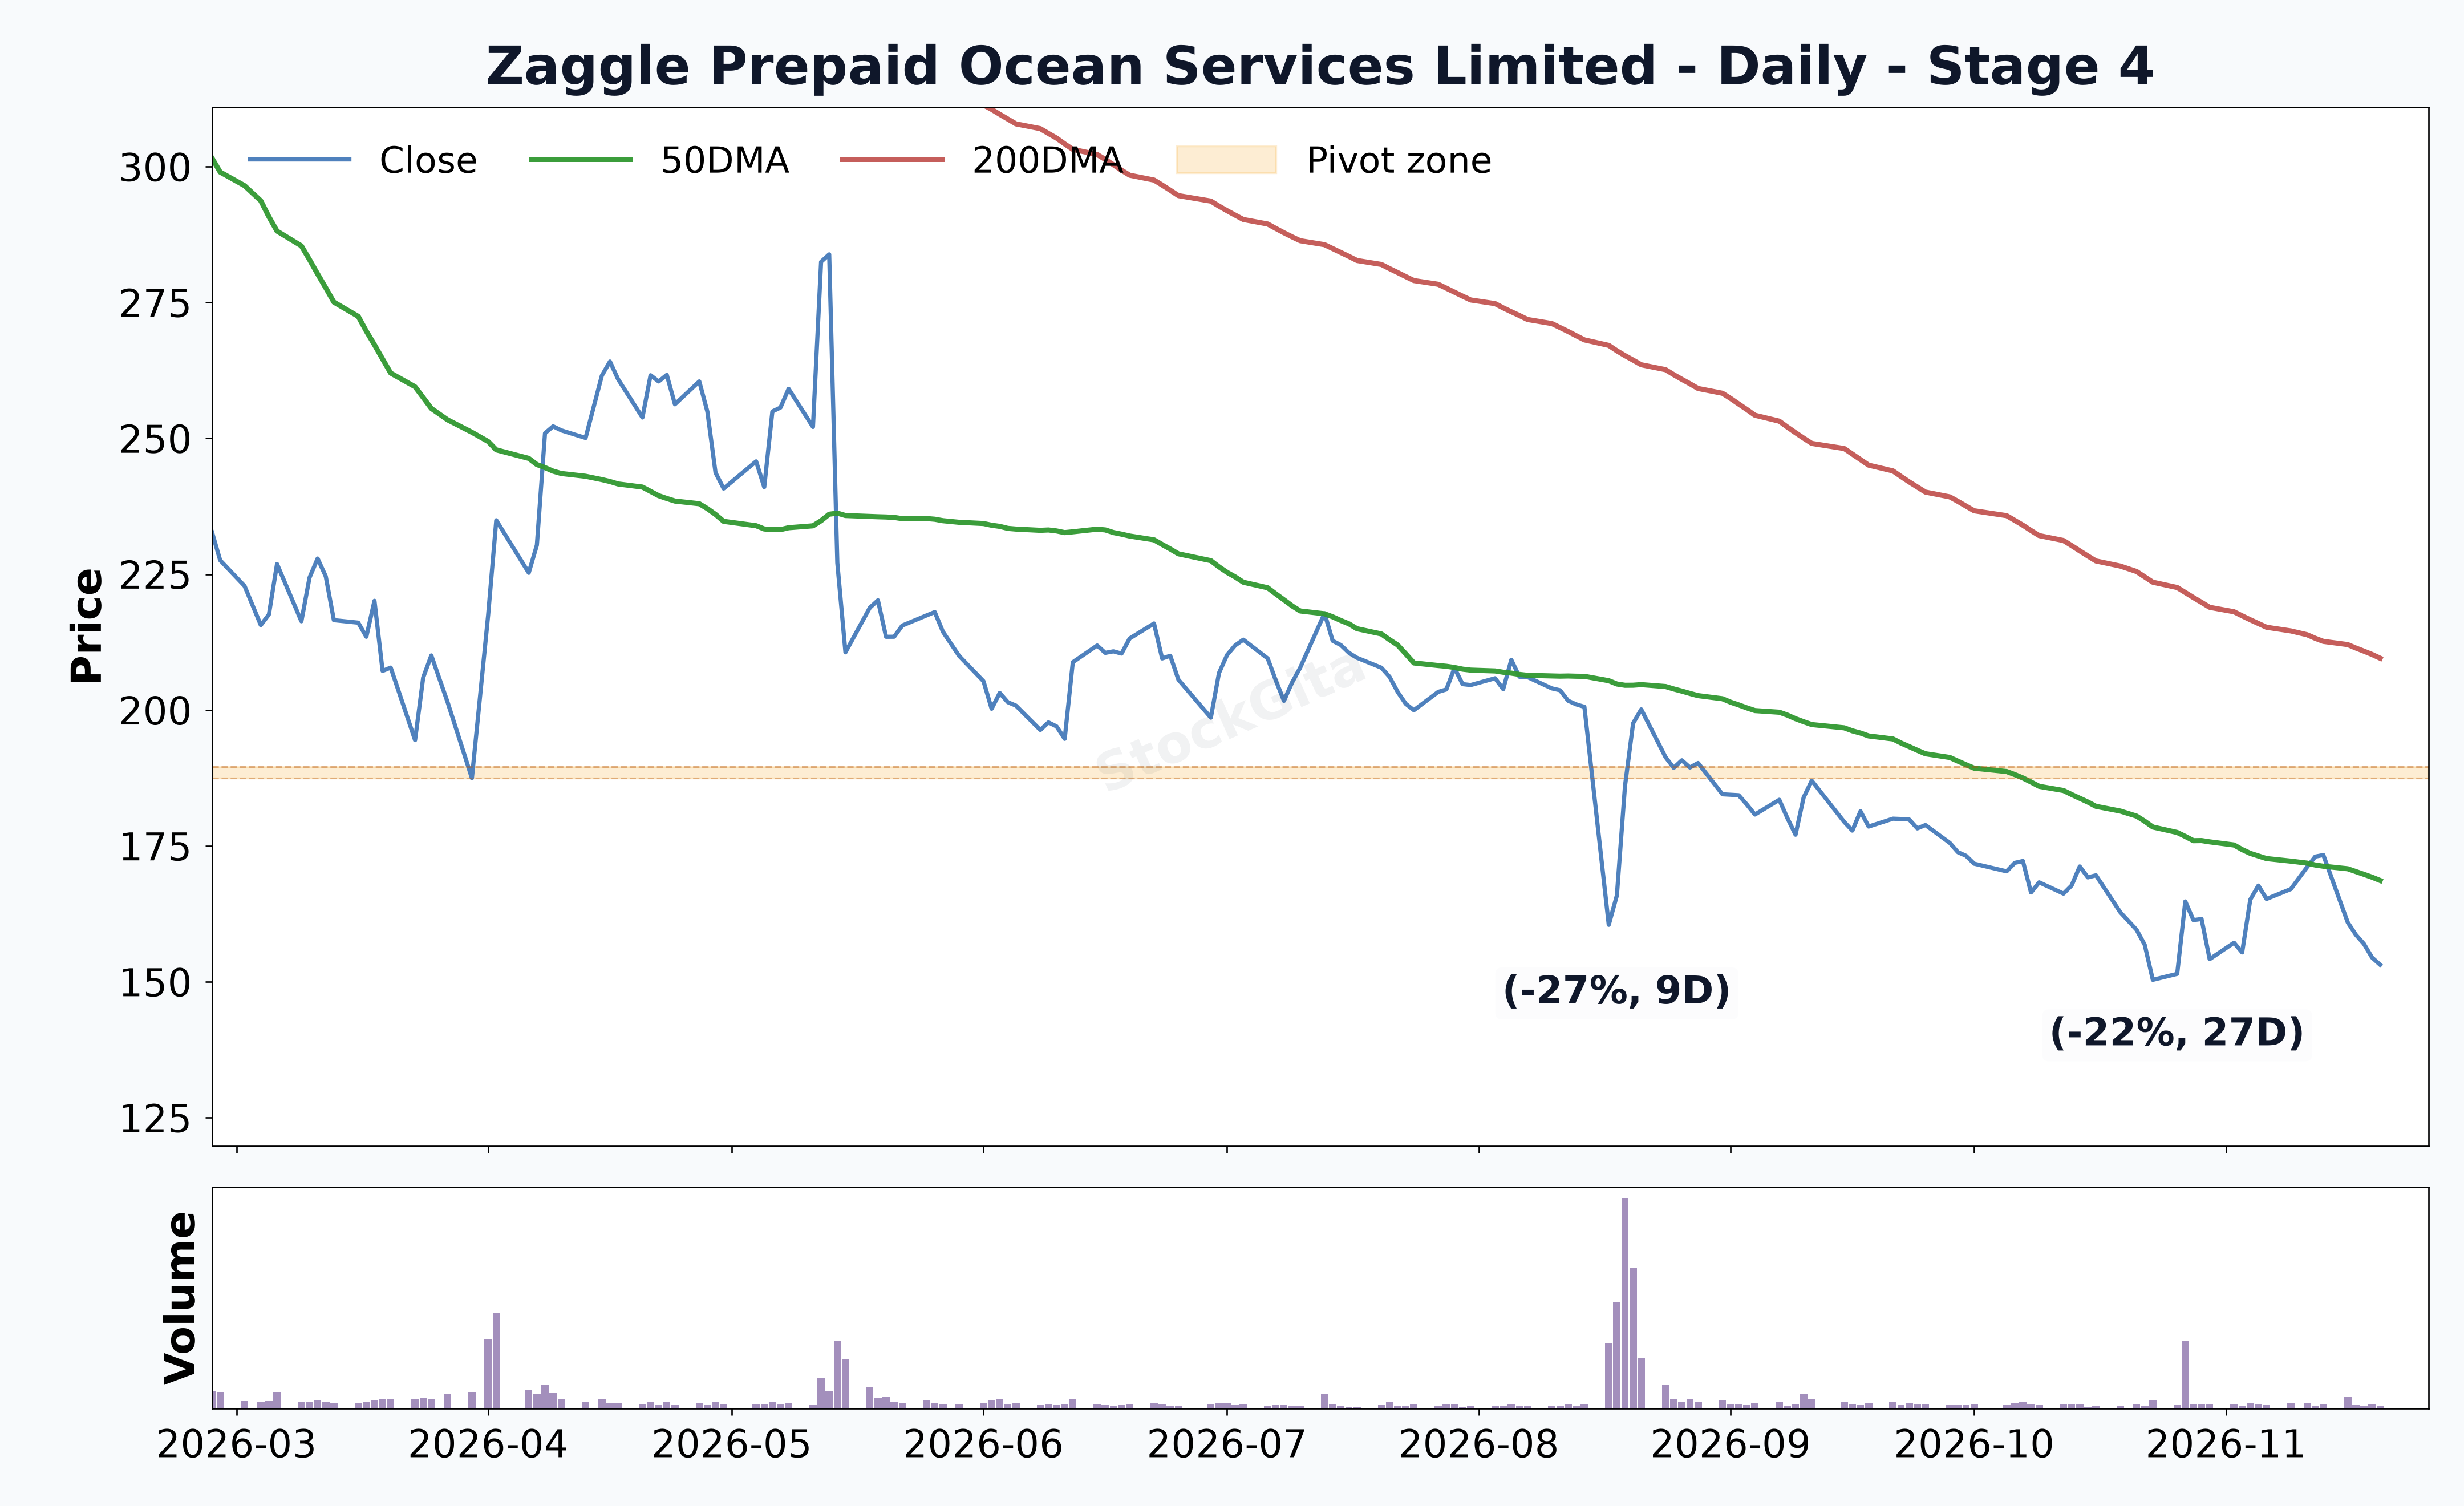 Zaggle Prepaid Ocean Services Limited - Daily - Stage 4
Close 50DMA 200DMA Pivot zone
Price
300
275
250
225
200
175
150
125
StockGita
(-27%, 9D)
(-22%, 27D)
Volume
2026-03 2026-04 2026-05 2026-06 2026-07 2026-08 2026-09 2026-10 2026-11